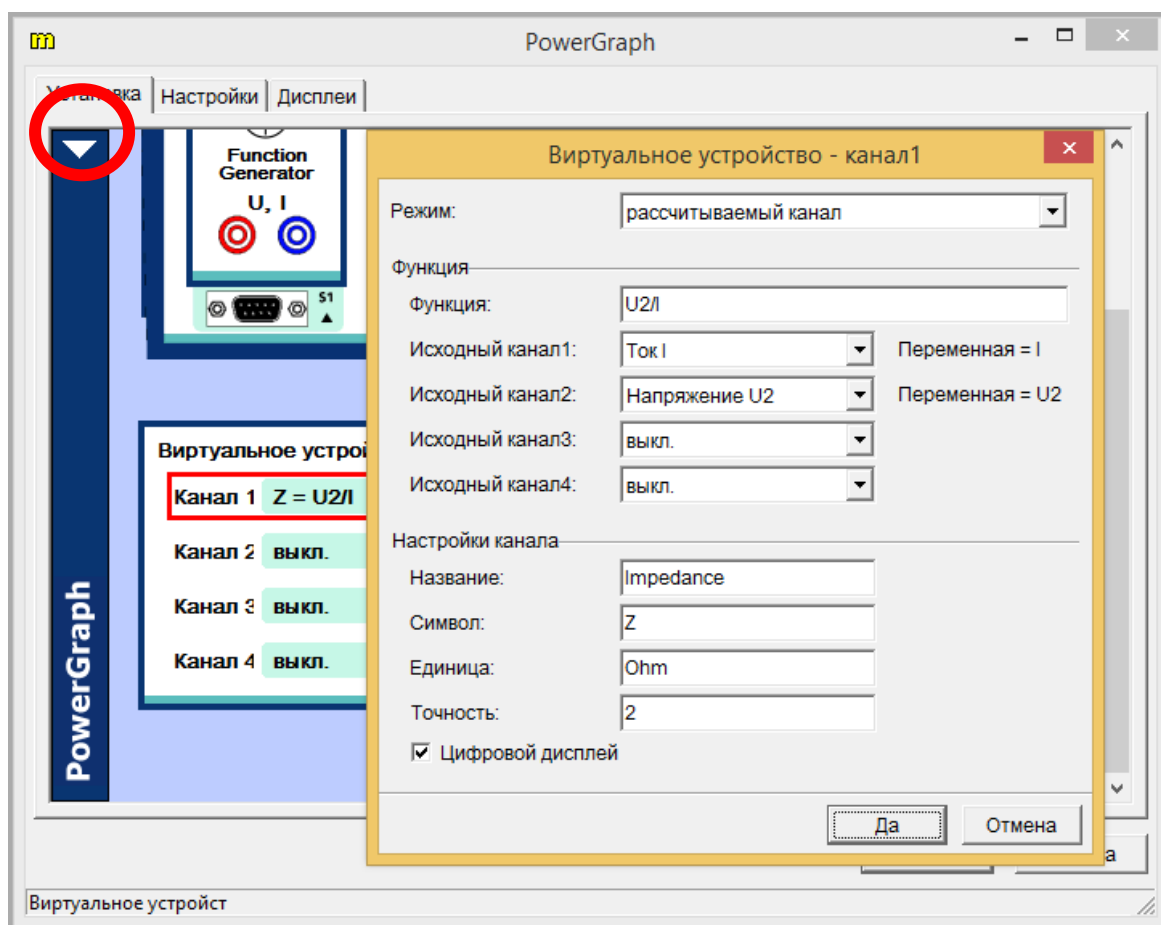 PowerGraph
Установка Настройки Дисплеи
Function
Generator
U, I
S1
Виртуальное устрой
Канал 1 Z = U2/I
Канал 2 выкл.
Канал 3 выкл.
Канал 4 выкл.
PowerGraph
Виртуальное устройство - канал1
Режим: рассчитываемый канал
Функция
Функция: U2/I
Исходный канал1: Ток I Переменная = I
Исходный канал2: Напряжение U2 Переменная = U2
Исходный канал3: выкл.
Исходный канал4: выкл.
Настройки канала
Название: Impedance
Символ: Z
Единица: Ohm
Точность: 2
Цифровой дисплей
Да Отмена
а
Виртуальное устройст